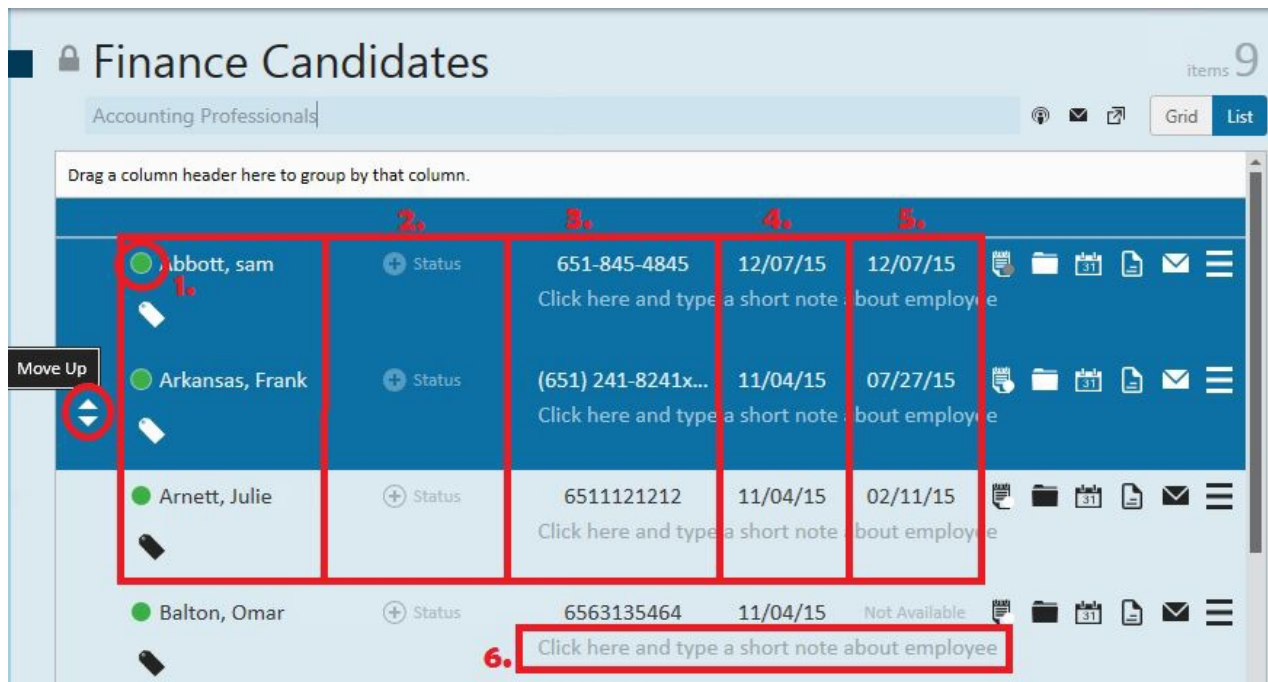 Finance Candidates
items 9
Accounting Professionals
Grid List
Drag a column header here to group by that column.
2. 3. 4. 5.
Abbott, sam Status 651-845-4845 12/07/15 12/07/15 31
1. Click here and type a short note about employee
Move Up
Arkansas, Frank Status (651) 241-8241x... 11/04/15 07/27/15 31
Click here and type a short note about employee
Arnett, Julie Status 6511121212 11/04/15 02/11/15 31
Click here and type a short note about employee
Balton, Omar Status 6563135464 11/04/15 Not Available 31
6. Click here and type a short note about employee